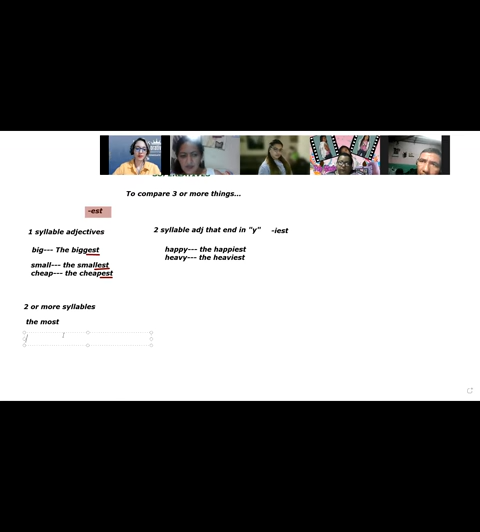 To compare 3 or more things...
-est
1 syllable adjectives
2 syllable adj that end in "y" -iest
big--- The biggest
small--- the smallest
cheap--- the cheapest
happy--- the happiest
heavy--- the heaviest
2 or more syllables
the most